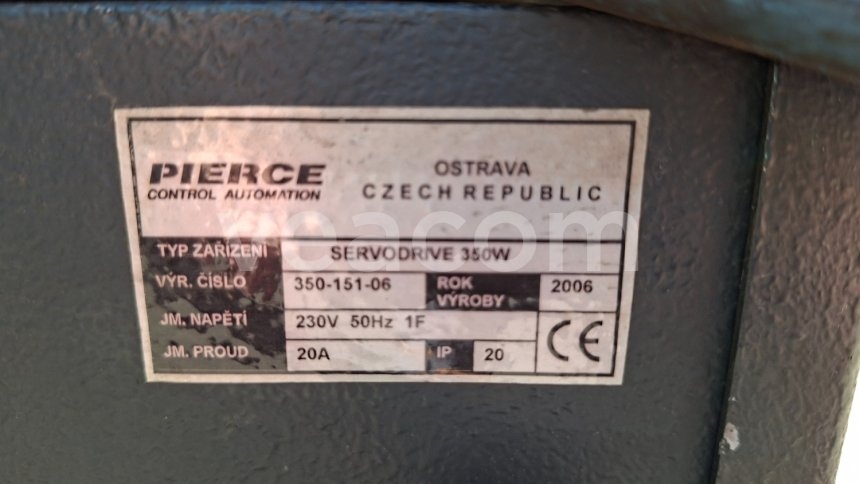 PIERCE
CONTROL AUTOMATION
OSTRAVA
CZECH REPUBLIC
TYP ZAŘÍZENÍ SERVODRIVE 350W
VÝR. ČÍSLO 350-151-06 ROK VÝROBY 2006
JM. NAPĚTÍ 230V 50Hz 1F
JM. PROUD 20A IP 20
CE
veacom